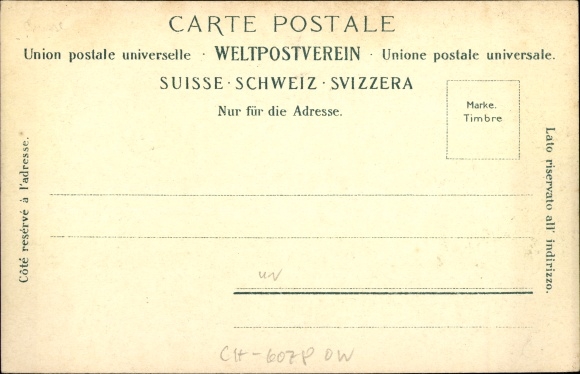 CARTE POSTALE
Union postale universelle · WELTPOSTVEREIN · Unione postale universale.
SUISSE · SCHWEIZ · SVIZZERA
Nur für die Adresse.
Marke.
Timbre
Côté resérvé à l'adresse.
Lato riservato all' indirizzo.
CH-6078 OW